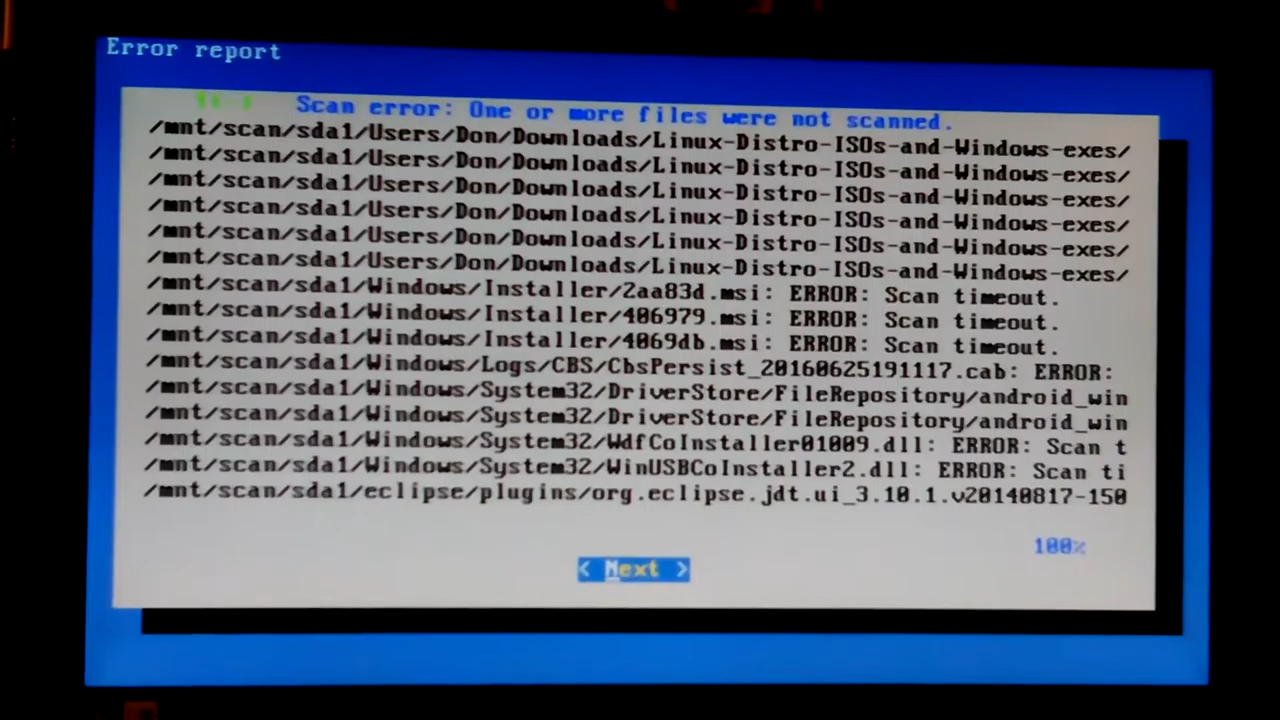 Error report
Scan error: One or more files were not scanned.
/mnt/scan/sda1/Users/Don/Downloads/Linux-Distro-ISOs-and-Windows-exes/
/mnt/scan/sda1/Users/Don/Downloads/Linux-Distro-ISOs-and-Windows-exes/
/mnt/scan/sda1/Users/Don/Downloads/Linux-Distro-ISOs-and-Windows-exes/
/mnt/scan/sda1/Users/Don/Downloads/Linux-Distro-ISOs-and-Windows-exes/
/mnt/scan/sda1/Users/Don/Downloads/Linux-Distro-ISOs-and-Windows-exes/
/mnt/scan/sda1/Users/Don/Downloads/Linux-Distro-ISOs-and-Windows-exes/
/mnt/scan/sda1/Windows/Installer/2aa83d.msi: ERROR: Scan timeout.
/mnt/scan/sda1/Windows/Installer/406979.msi: ERROR: Scan timeout.
/mnt/scan/sda1/Windows/Installer/4069db.msi: ERROR: Scan timeout.
/mnt/scan/sda1/Windows/Logs/CBS/CbsPersist_20160625191117.cab: ERROR:
/mnt/scan/sda1/Windows/System32/DriverStore/FileRepository/android_win
/mnt/scan/sda1/Windows/System32/DriverStore/FileRepository/android_win
/mnt/scan/sda1/Windows/System32/WdfCoInstaller01009.dll: ERROR: Scan t
/mnt/scan/sda1/Windows/System32/WinUSBCoInstaller2.dll: ERROR: Scan ti
/mnt/scan/sda1/eclipse/plugins/org.eclipse.jdt.ui_3.10.1.v20140817-150
100%
< Next >